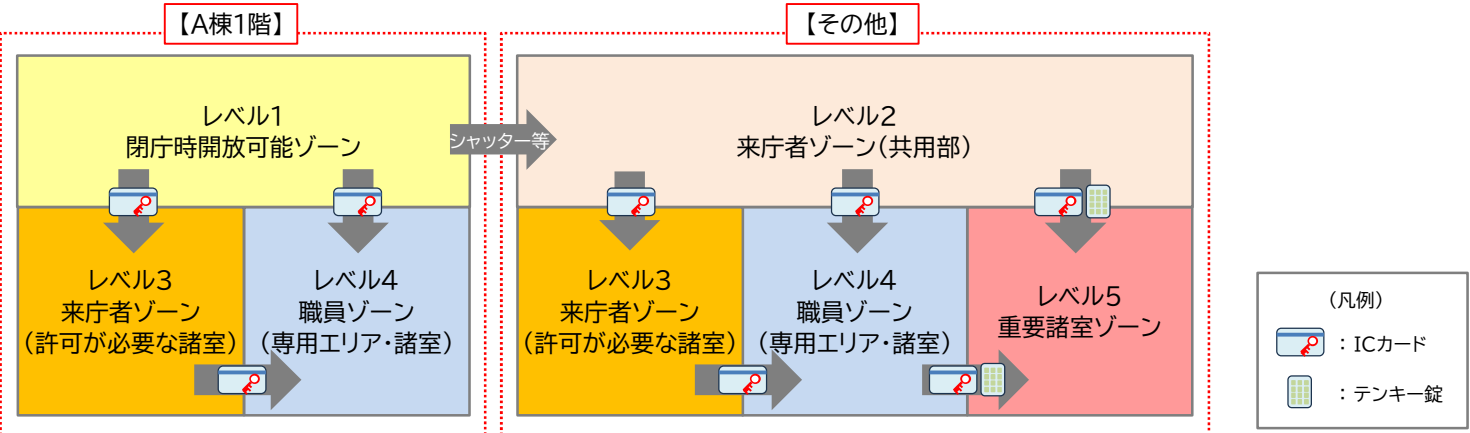 【A棟1階】
レベル1
閉庁時開放可能ゾーン
レベル3
来庁者ゾーン
(許可が必要な諸室)
レベル4
職員ゾーン
(専用エリア・諸室)
シャッター等
【その他】
レベル2
来庁者ゾーン(共用部)
レベル3
来庁者ゾーン
(許可が必要な諸室)
レベル4
職員ゾーン
(専用エリア・諸室)
レベル5
重要諸室ゾーン
(凡例)
:ICカード
:テンキー錠